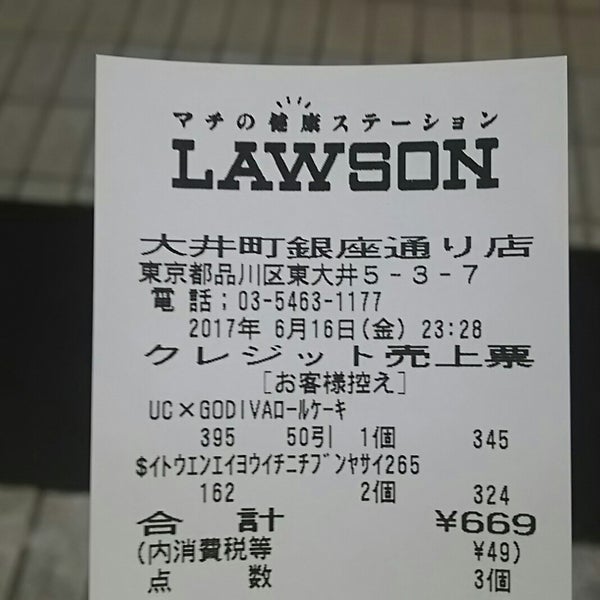 マチの健康ステーション
LAWSON
大井町銀座通り店
東京都品川区東大井5-3-7
電話;03-5463-1177
2017年 6月16日(金) 23:28
クレジット売上票
[お客様控え]
UC×GODIVAロールケーキ
395 50引 1個 345
$イトウエンエイヨウイチニチブンヤサイ265
162 2個 324
合 計 ¥669
(内消費税等 ¥49)
点 数 3個